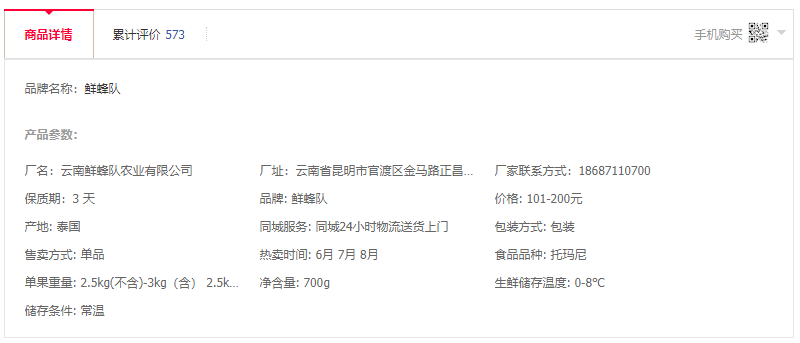 商品详情 累计评价 573 手机购买
品牌名称：鲜蜂队
产品参数：
厂名：云南鲜蜂队农业有限公司 厂址：云南省昆明市官渡区金马路正昌... 厂家联系方式：18687110700
保质期：3 天 品牌: 鲜蜂队 价格: 101-200元
产地: 泰国 同城服务: 同城24小时物流送货上门 包装方式: 包装
售卖方式: 单品 热卖时间: 6月 7月 8月 食品品种: 托玛尼
单果重量: 2.5kg(不含)-3kg（含） 2.5k... 净含量: 700g 生鲜储存温度: 0-8℃
储存条件: 常温